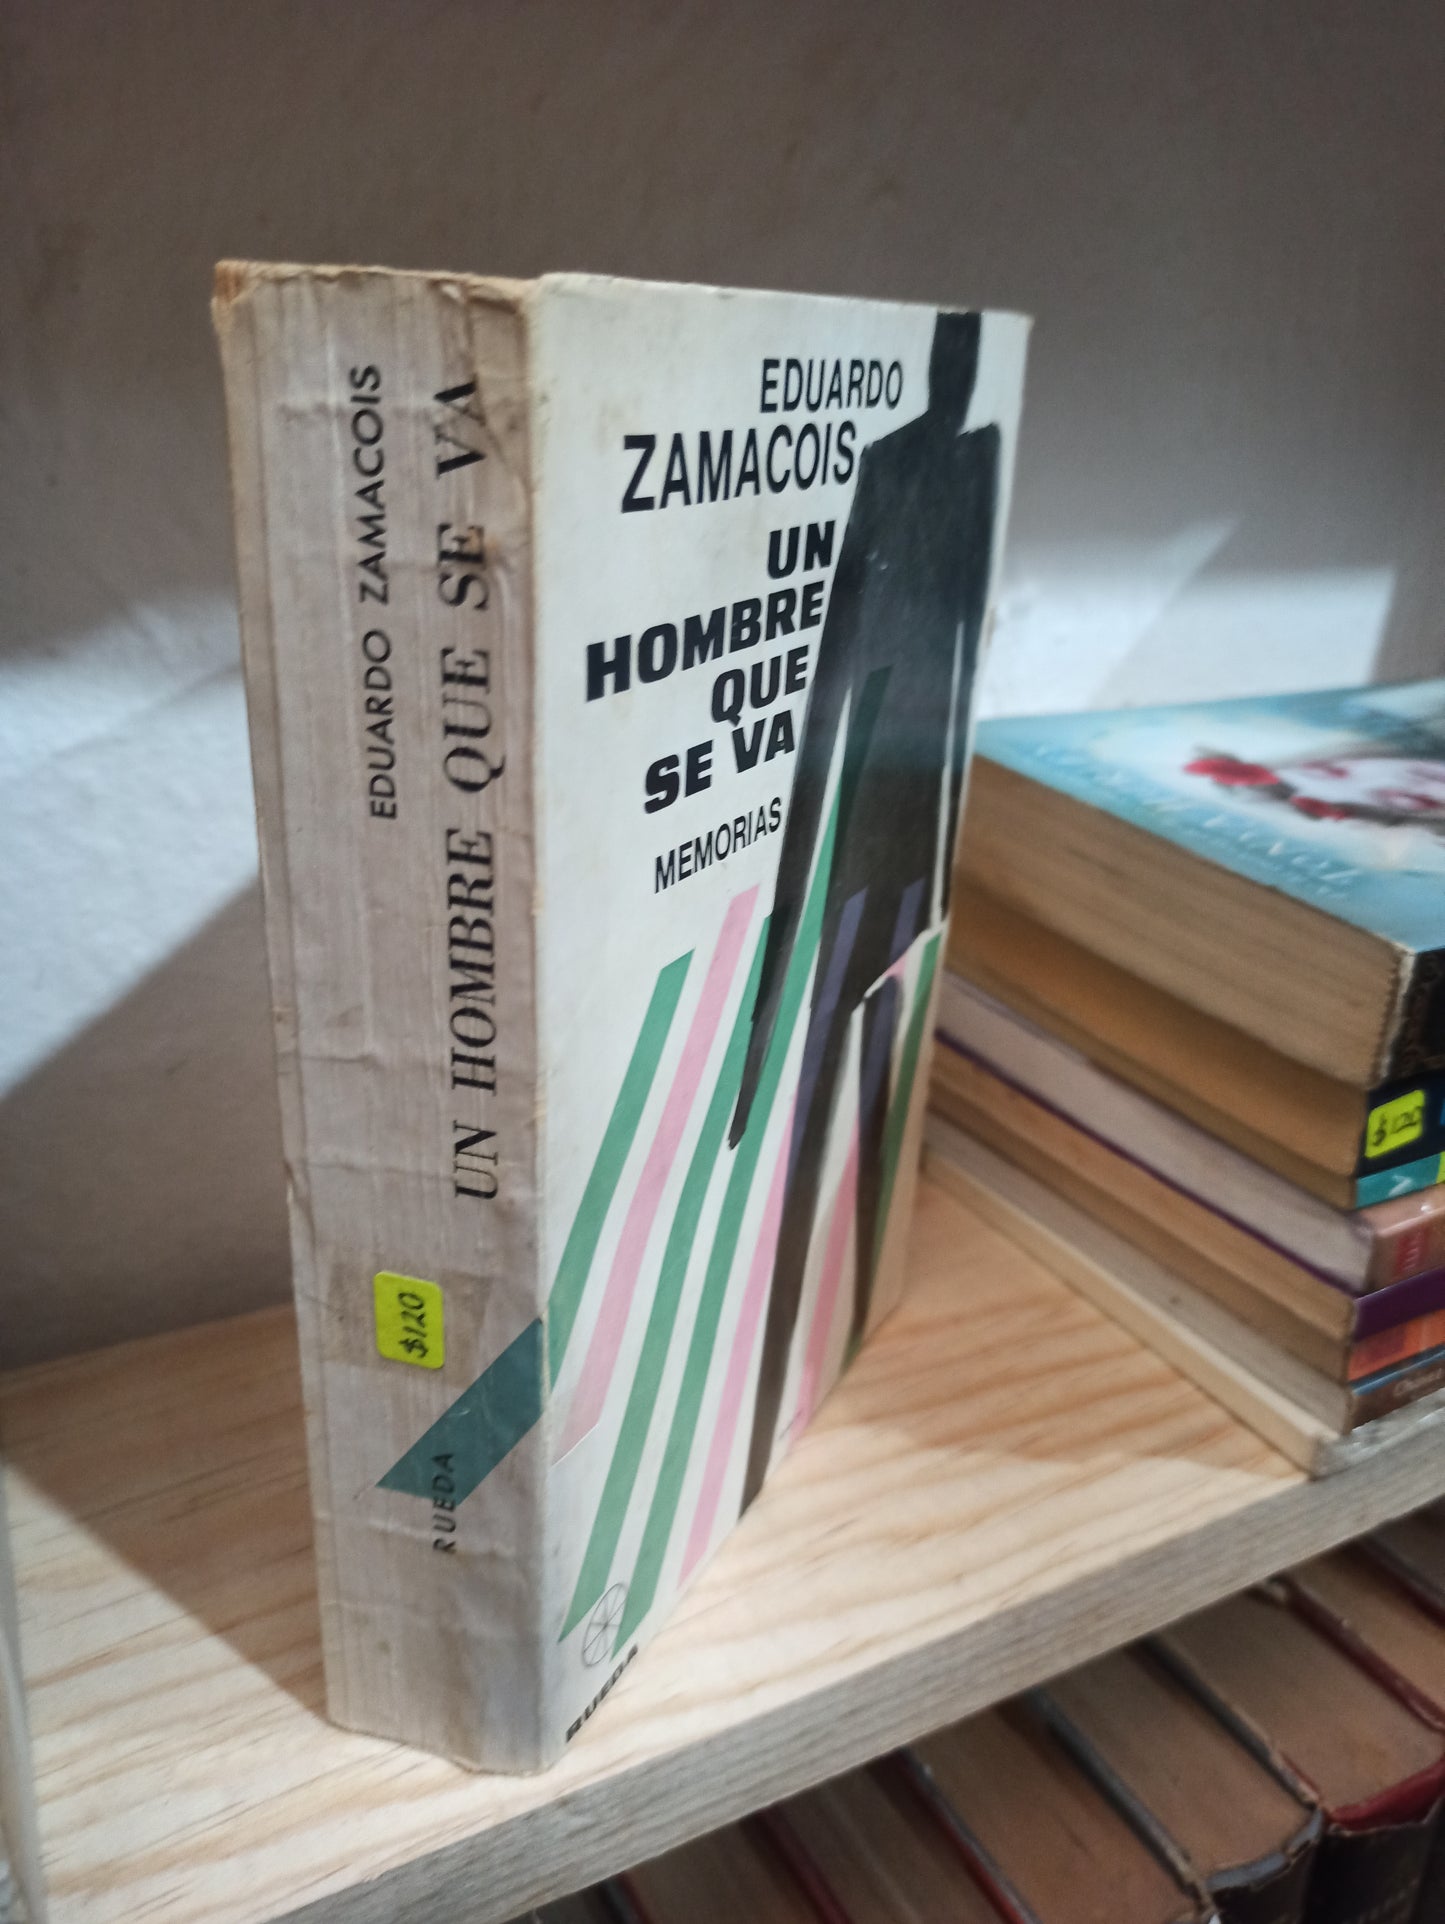 EDUARDO ZAMACOIS
UN HOMBRE QUE SE VA
$120
RUEDA
EDUARDO
ZAMACOIS
UN
HOMBRE
QUE
SE VA
MEMORIAS
RUEDA
$120